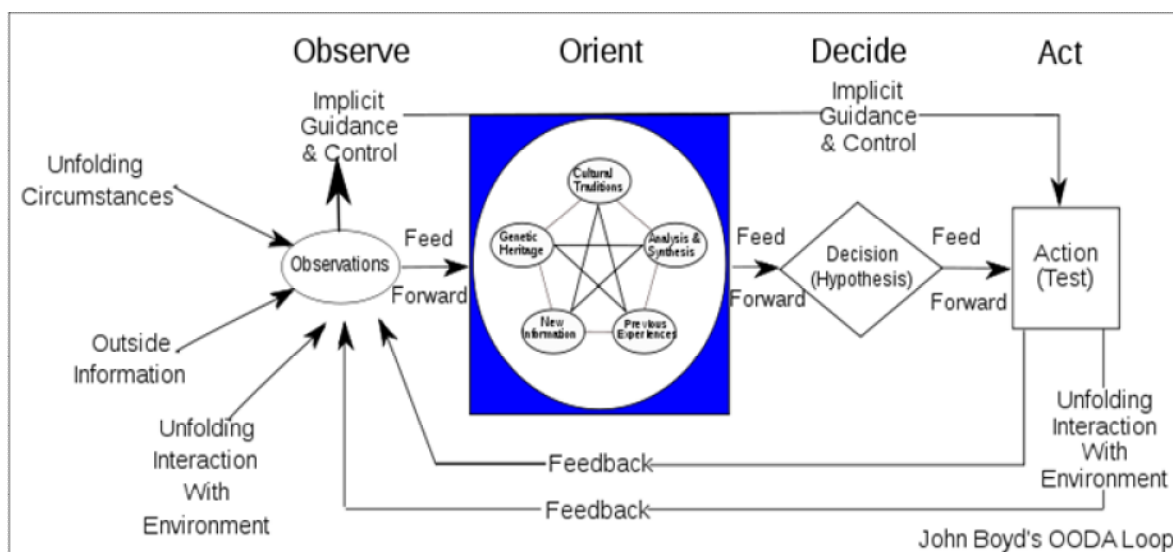 Observe
Orient
Decide
Act
Implicit
Guidance
& Control
Implicit
Guidance
& Control
Unfolding
Circumstances
Observations
Outside
Information
Unfolding
Interaction
With
Environment
Feed
Forward
Cultural
Traditions
Genetic
Heritage
Analysis &
Synthesis
New
Information
Previous
Experiences
Feed
Forward
Decision
(Hypothesis)
Feed
Forward
Action
(Test)
Unfolding
Interaction
With
Environment
Feedback
Feedback
John Boyd's OODA Loop